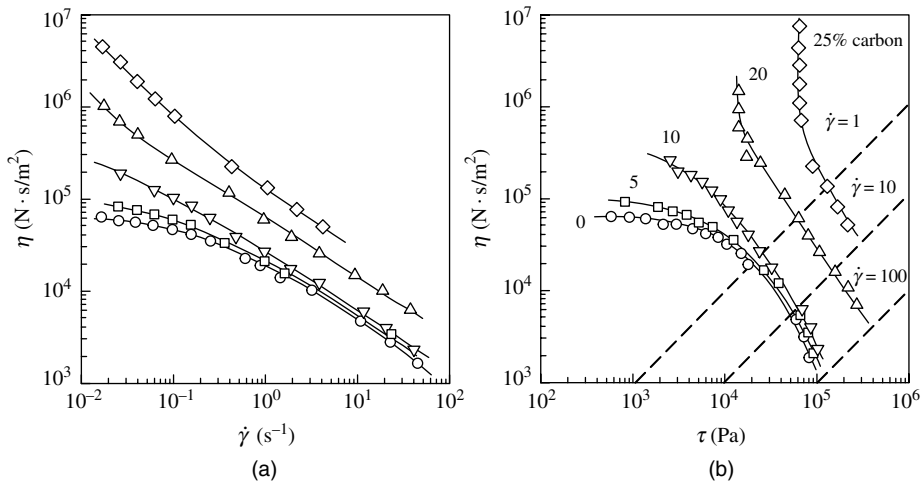 10⁷
10⁶
10⁵
10⁴
10³
η (N · s/m²)
10⁻² 10⁻¹ 10⁰ 10¹ 10²
γ̇ (s⁻¹)
(a)
10⁷
10⁶
10⁵
10⁴
10³
η (N · s/m²)
25% carbon
20
10
5
0
γ̇ = 1
γ̇ = 10
γ̇ = 100
10² 10³ 10⁴ 10⁵ 10⁶
τ (Pa)
(b)